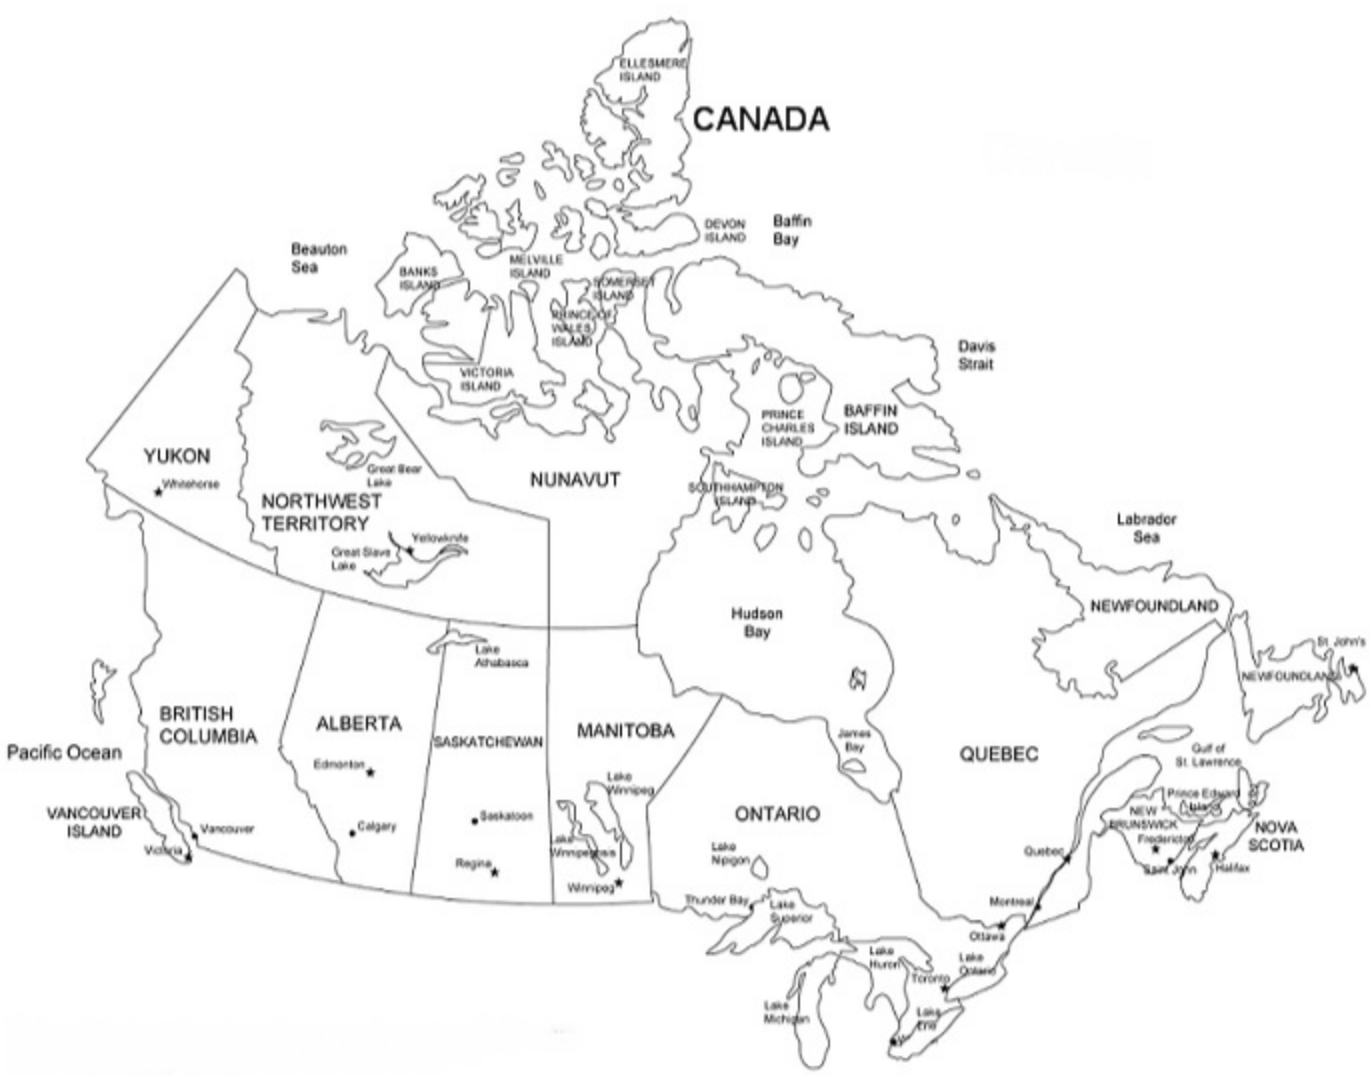 ELLESMERE
ISLAND
CANADA
DEVON
ISLAND
Baffin
Bay
Beauton
Sea
BANKS
ISLAND
MELVILLE
ISLAND
SOMERSET
ISLAND
PRINCE OF
WALES
ISLAND
VICTORIA
ISLAND
Davis
Strait
PRINCE
CHARLES
ISLAND
BAFFIN
ISLAND
YUKON
Whitehorse
Great Bear
Lake
NUNAVUT
NORTHWEST
TERRITORY
SOUTHHAMPTON
ISLAND
Great Slave
Lake
Yellowknife
Labrador
Sea
Hudson
Bay
NEWFOUNDLAND
St. John's
NEWFOUNDLAND
Lake
Athabasca
BRITISH
COLUMBIA
ALBERTA
SASKATCHEWAN
MANITOBA
James
Bay
QUEBEC
Gulf of
St. Lawrence
Pacific Ocean
Edmonton
Lake
Winnipeg
Prince Edward
Island
VANCOUVER
ISLAND
Vancouver
Victoria
Calgary
Saskatoon
ONTARIO
NEW
BRUNSWICK
NOVA
SCOTIA
Lake
Winnipegosis
Lake
Nipigon
Fredericton
Saint John
Halifax
Quebec
Regina
Winnipeg
Thunder Bay
Lake
Superior
Montreal
Ottawa
Lake
Huron
Lake
Ontario
Toronto
Lake
Michigan
Lake
Erie